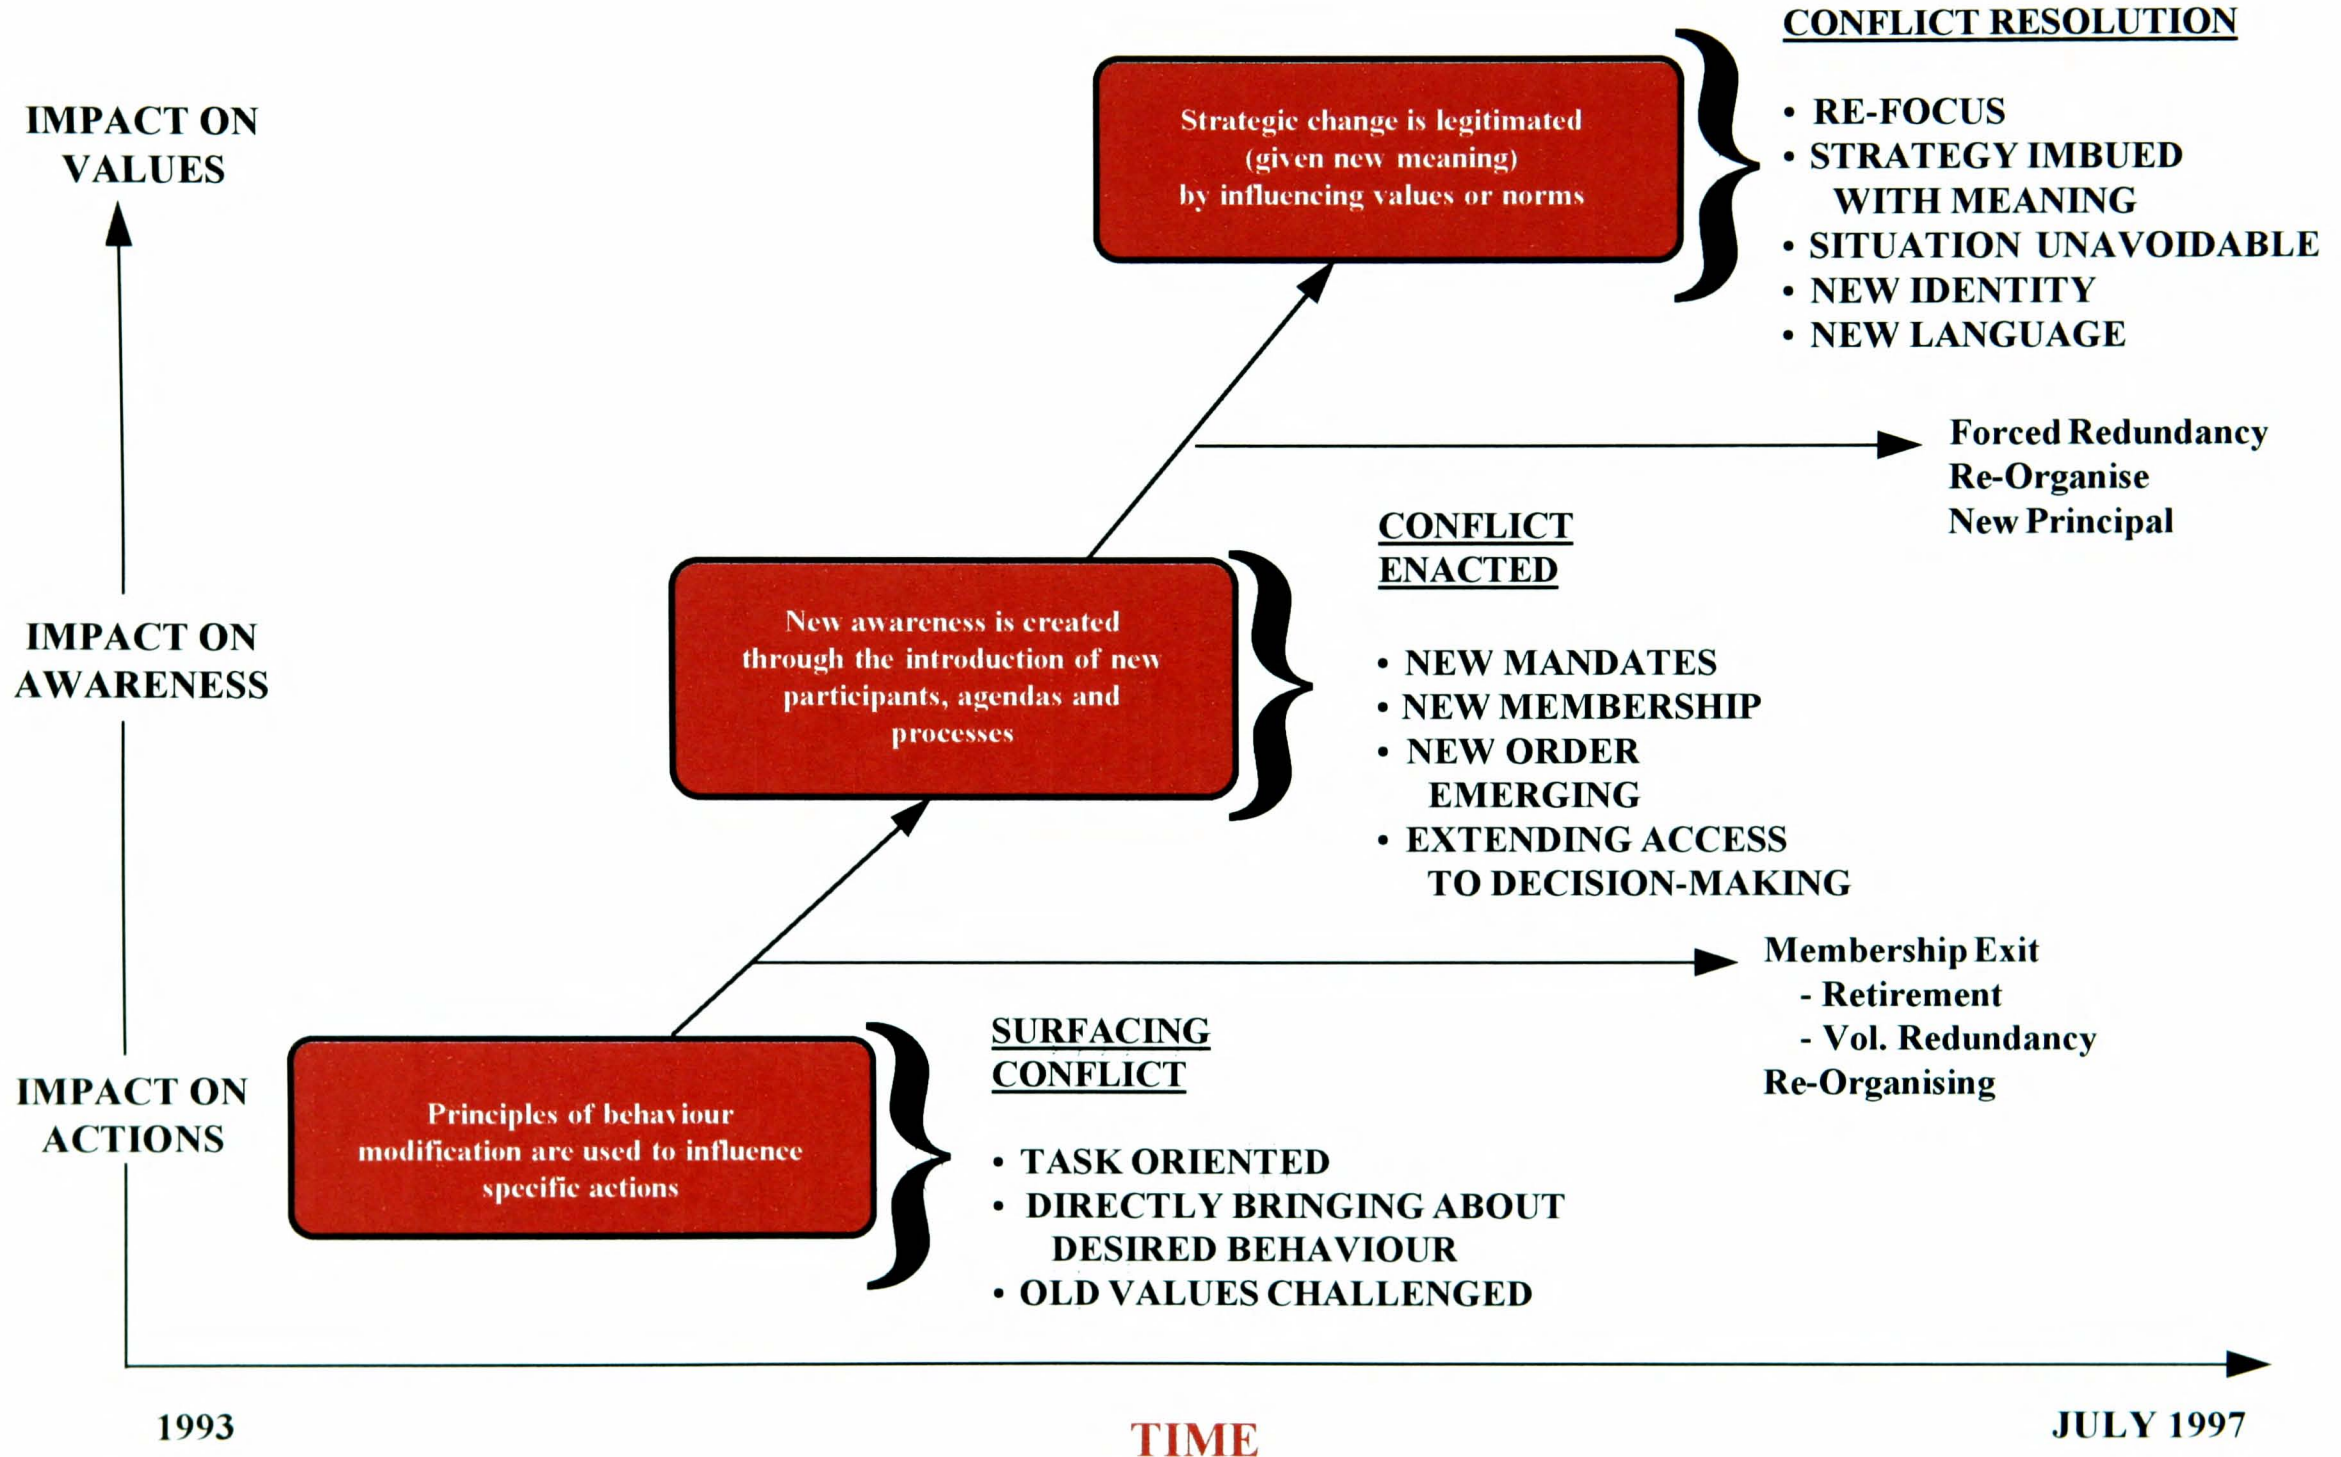 CONFLICT RESOLUTION
IMPACT ON
VALUES
Strategic change is legitimated
(given new meaning)
by influencing values or norms
• RE-FOCUS
• STRATEGY IMBUED
WITH MEANING
• SITUATION UNAVOIDABLE
• NEW IDENTITY
• NEW LANGUAGE
Forced Redundancy
Re-Organise
New Principal
IMPACT ON
AWARENESS
New awareness is created
through the introduction of new
participants, agendas and
processes
CONFLICT
ENACTED
• NEW MANDATES
• NEW MEMBERSHIP
• NEW ORDER
EMERGING
• EXTENDING ACCESS
TO DECISION-MAKING
Membership Exit
- Retirement
- Vol. Redundancy
Re-Organising
IMPACT ON
ACTIONS
Principles of behaviour
modification are used to influence
specific actions
SURFACING
CONFLICT
• TASK ORIENTED
• DIRECTLY BRINGING ABOUT
DESIRED BEHAVIOUR
• OLD VALUES CHALLENGED
1993
TIME
JULY 1997